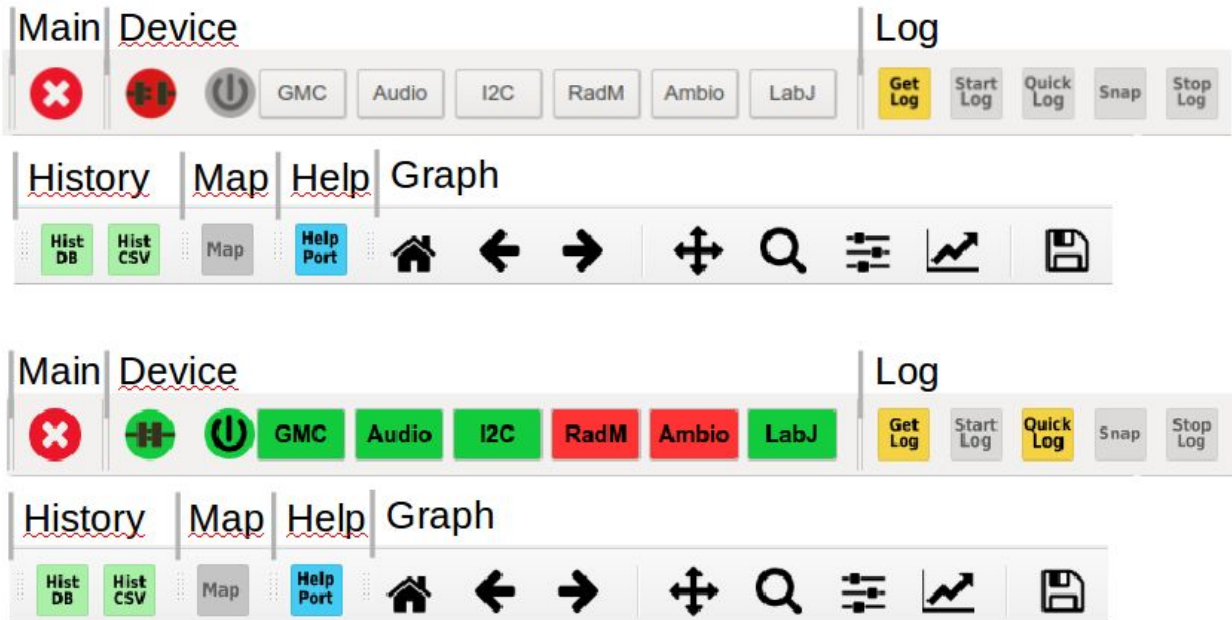 Main Device Log
GMC Audio I2C RadM Ambio LabJ Get Log Start Log Quick Log Snap Stop Log
History Map Help Graph
Hist DB Hist CSV Map Help Port
Main Device Log
GMC Audio I2C RadM Ambio LabJ Get Log Start Log Quick Log Snap Stop Log
History Map Help Graph
Hist DB Hist CSV Map Help Port